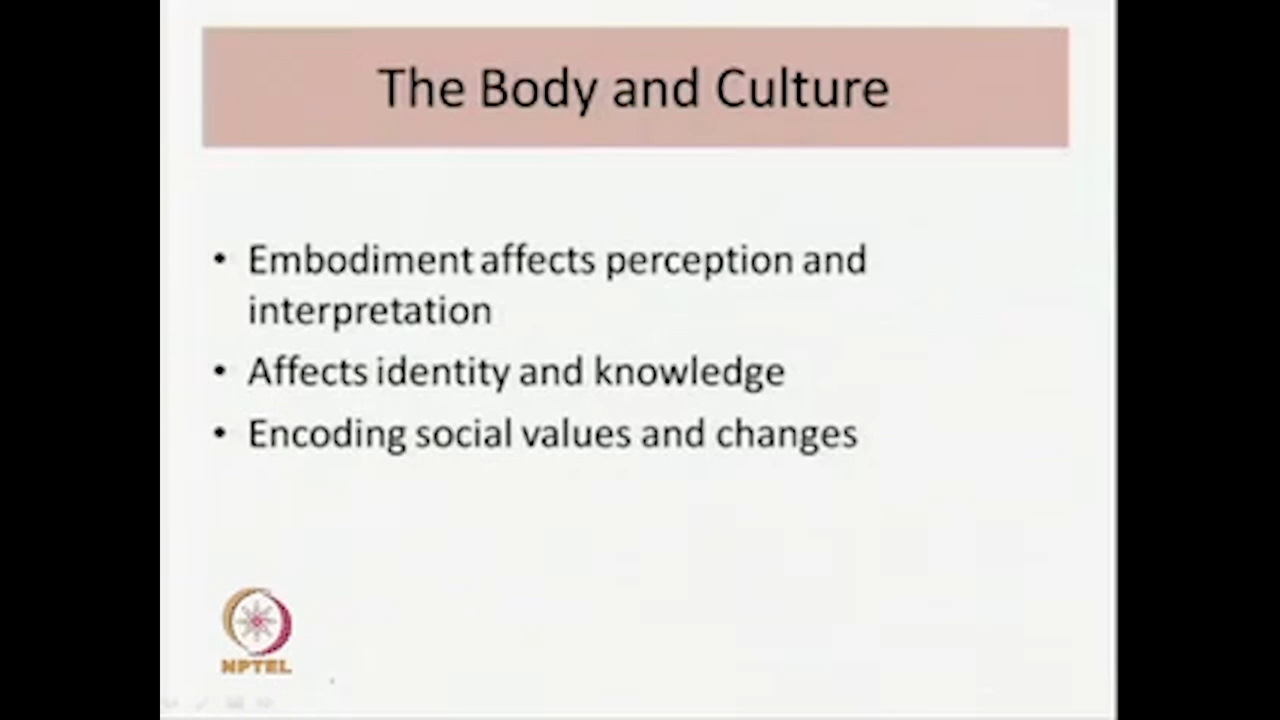 The Body and Culture
• Embodiment affects perception and
interpretation
• Affects identity and knowledge
• Encoding social values and changes
NPTEL